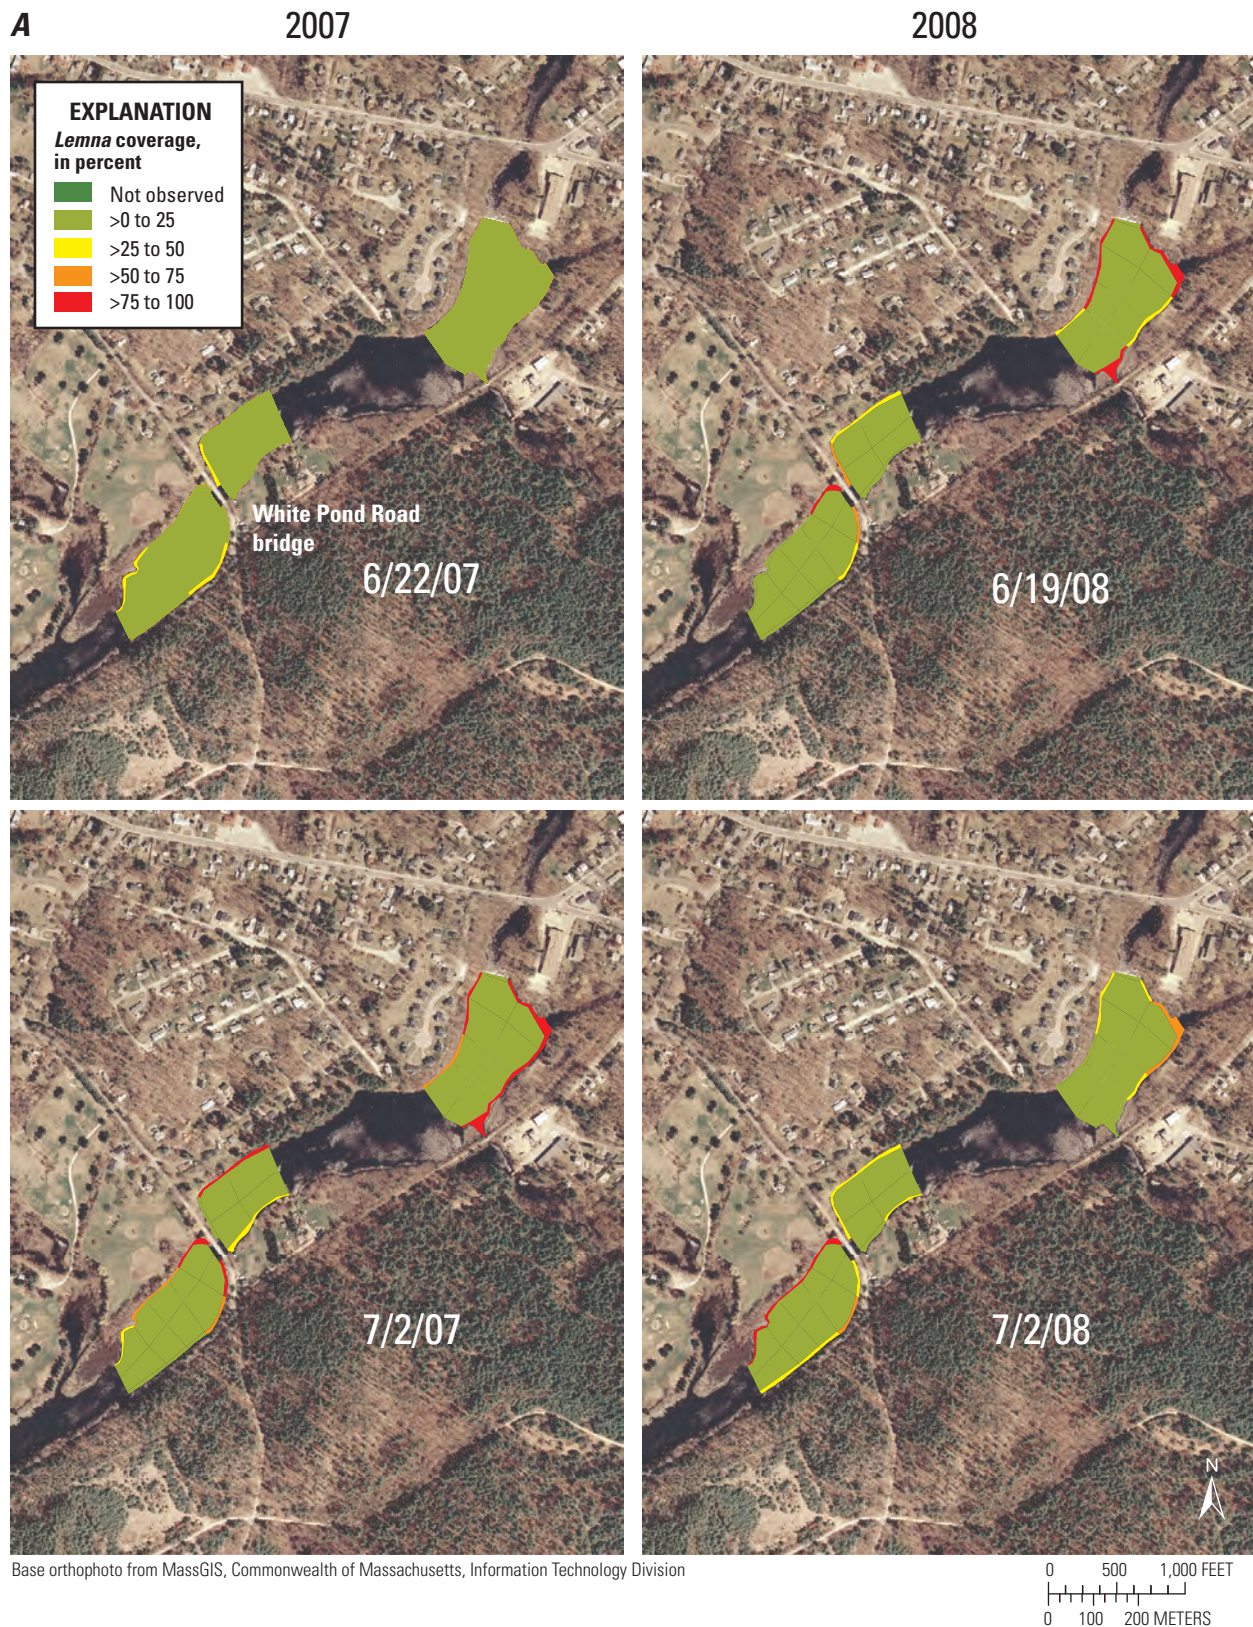 A
2007
2008
EXPLANATION
Lemna coverage,
in percent
Not observed
>0 to 25
>25 to 50
>50 to 75
>75 to 100
White Pond Road
bridge
6/22/07
6/19/08
7/2/07
7/2/08
N
Base orthophoto from MassGIS, Commonwealth of Massachusetts, Information Technology Division
0 500 1,000 FEET
0 100 200 METERS